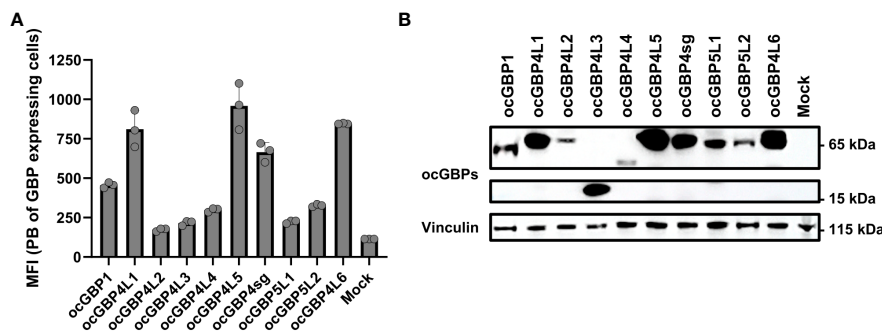 A
MFI (PB of GBP expressing cells)
1250
1000
750
500
250
0
ocGBP1
ocGBP4L1
ocGBP4L2
ocGBP4L3
ocGBP4L4
ocGBP4L5
ocGBP4sg
ocGBP5L1
ocGBP5L2
ocGBP4L6
Mock
B
ocGBP1
ocGBP4L1
ocGBP4L2
ocGBP4L3
ocGBP4L4
ocGBP4L5
ocGBP4sg
ocGBP5L1
ocGBP5L2
ocGBP4L6
Mock
ocGBPs
- 65 kDa
15 kDa
Vinculin
- 115 kDa